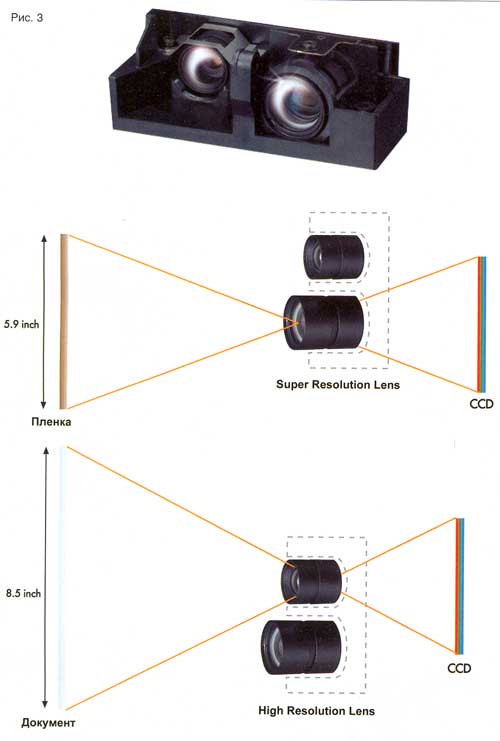 Рис. 3
5.9 inch
Super Resolution Lens
CCD
Пленка
8.5 inch
CCD
High Resolution Lens
Документ